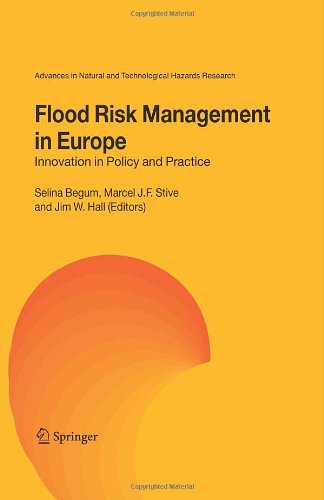 Copyrighted Material
Advances in Natural and Technological Hazards Research
Flood Risk Management
in Europe
Innovation in Policy and Practice
Selina Begum, Marcel J.F. Stive
and Jim W. Hall (Editors)
Springer
Copyrighted Material